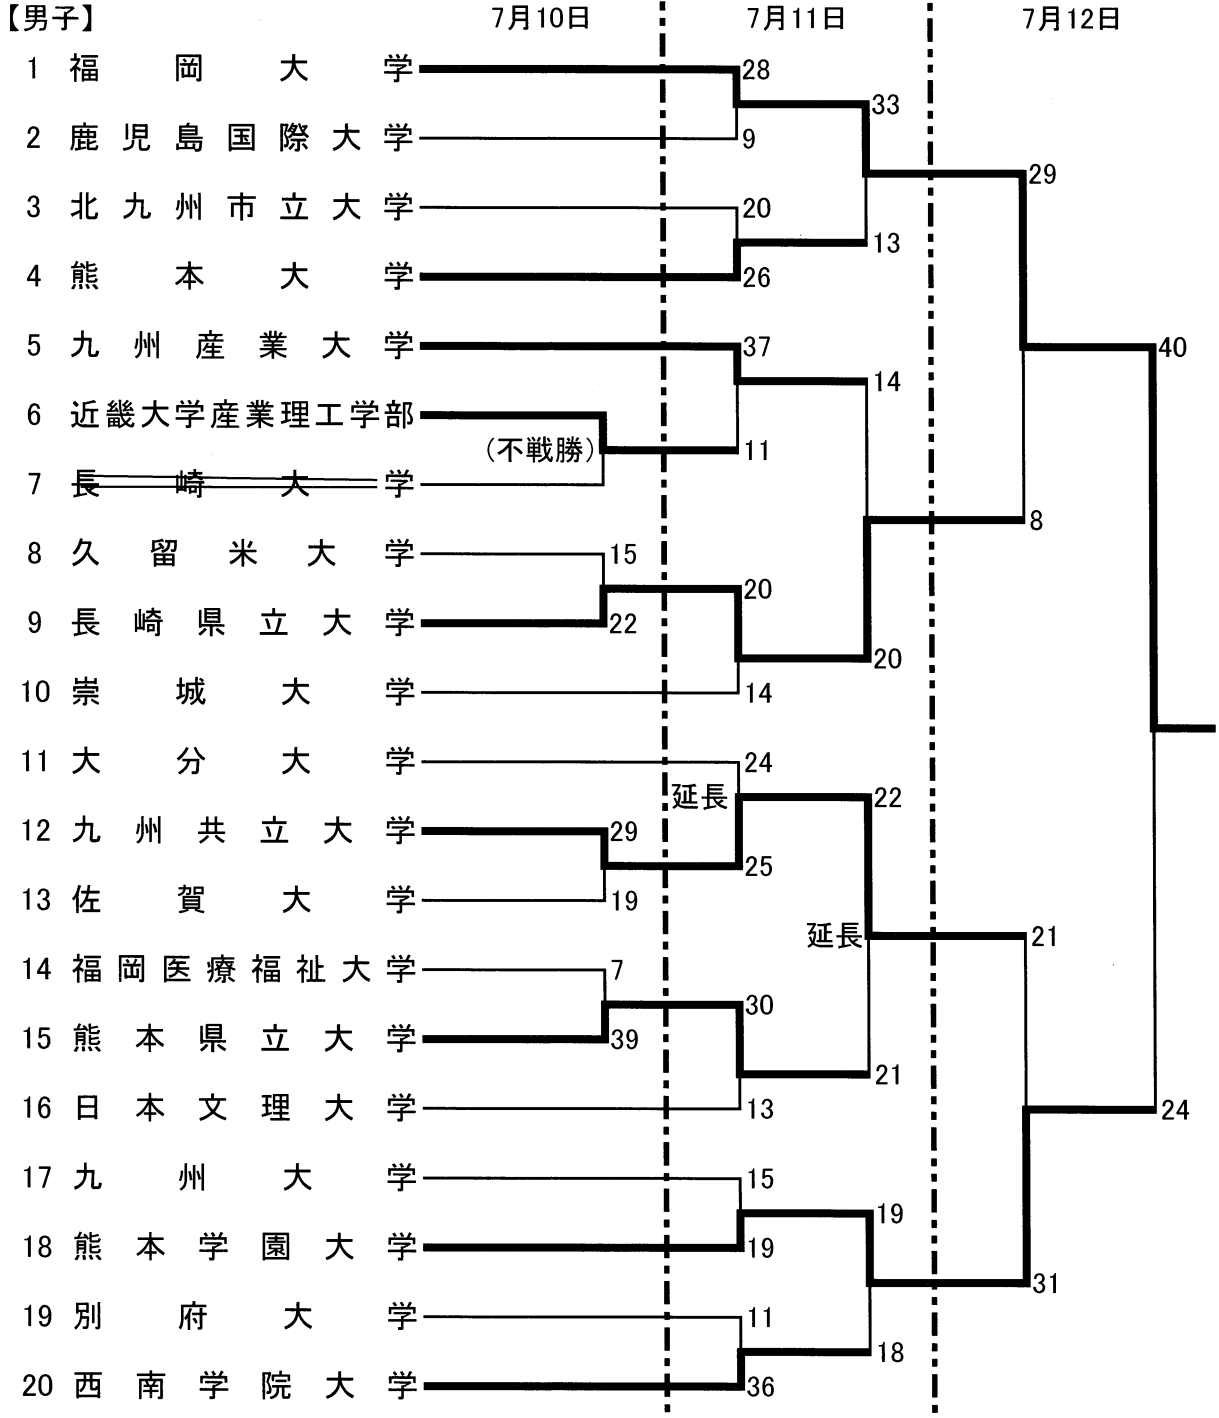 【男子】 7月10日 7月11日 7月12日
1 福岡大学 28
33
2 鹿児島国際大学 9
29
3 北九州市立大学 20
13
4 熊本大学 26
5 九州産業大学 37 40
14
6 近畿大学産業理工学部
(不戦勝) 11
7 長崎大学
8
8 久留米大学 15
20
9 長崎県立大学 22
20
10 崇城大学 14
11 大分大学 24
延長 22
12 九州共立大学 29
25
13 佐賀大学 19
延長 21
14 福岡医療福祉大学 7
30
15 熊本県立大学 39
21
16 日本文理大学 13 24
17 九州大学 15
19
18 熊本学園大学 19
31
19 別府大学 11
18
20 西南学院大学 36